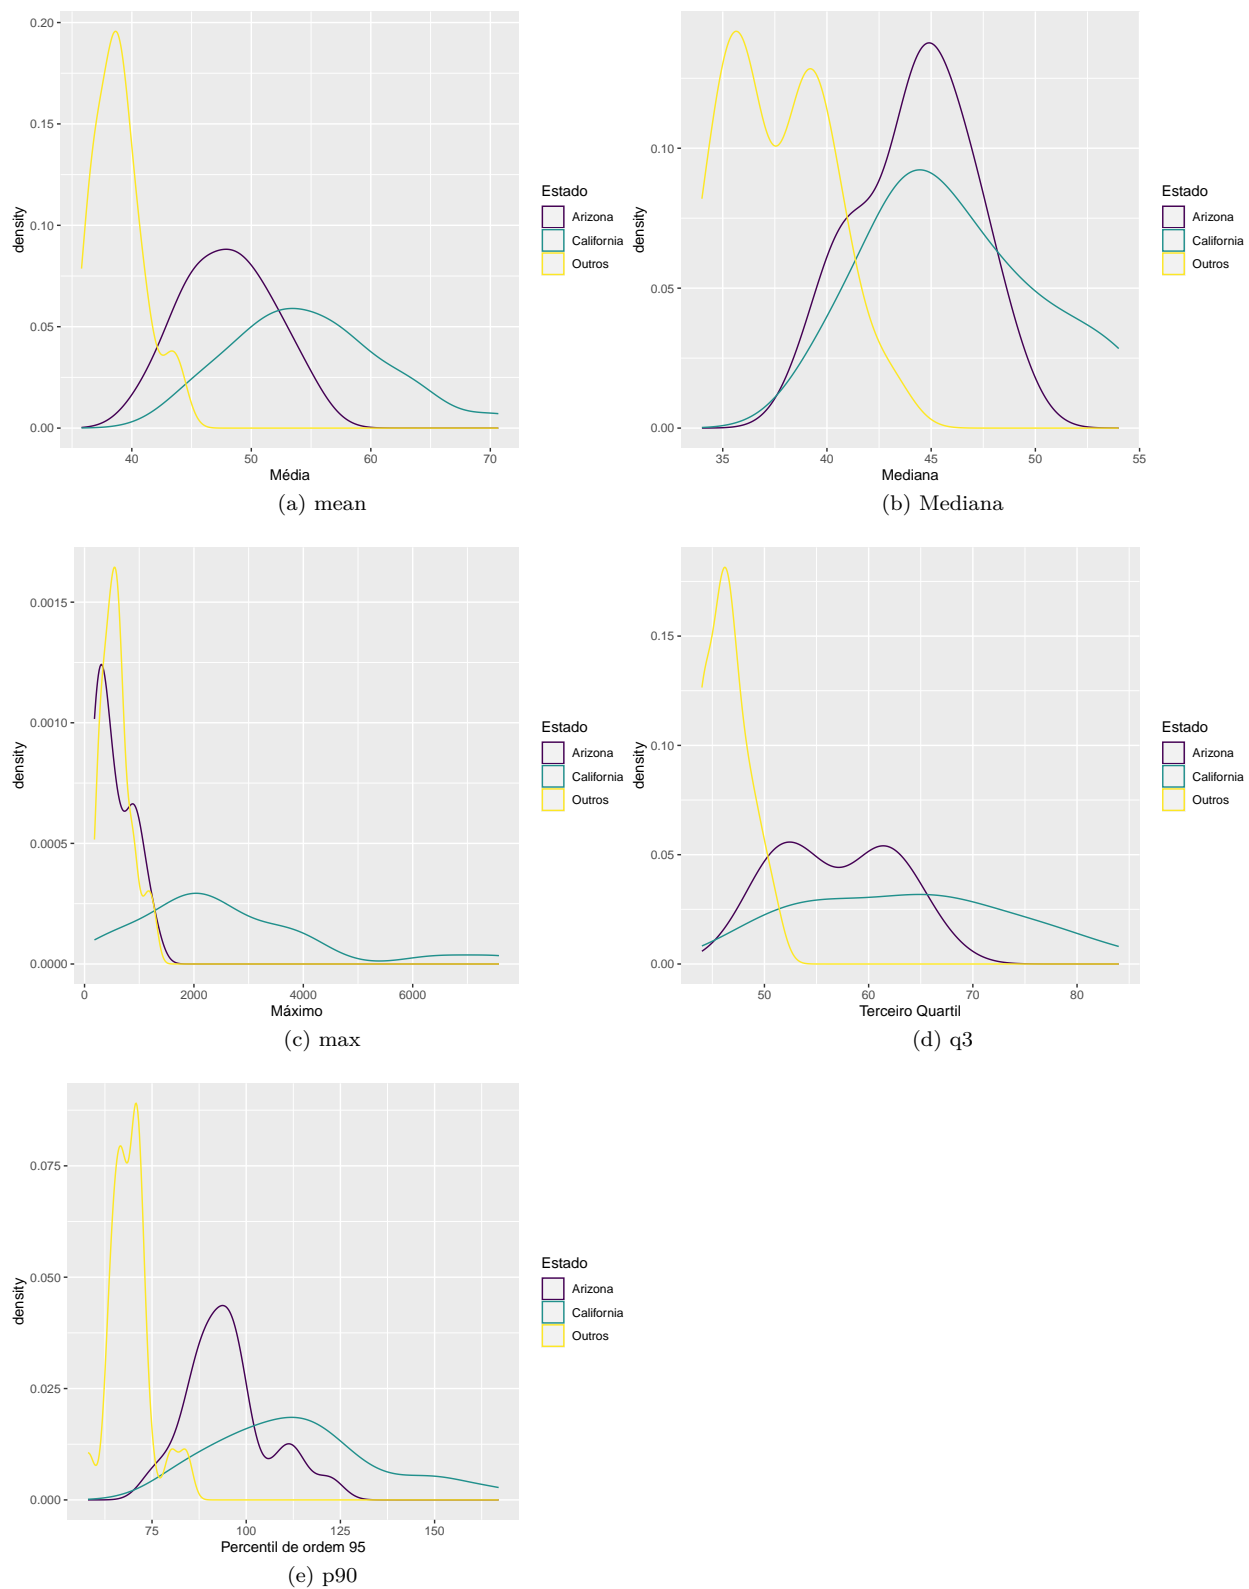 0.20
0.15
0.10
0.05
0.00
density
40 50 60 70
Média
Estado
Arizona
California
Outros
(a) mean
0.10
0.05
0.00
density
35 40 45 50 55
Mediana
Estado
Arizona
California
Outros
(b) Mediana
0.0015
0.0010
0.0005
0.0000
density
0 2000 4000 6000
Máximo
Estado
Arizona
California
Outros
(c) max
0.15
0.10
0.05
0.00
density
50 60 70 80
Terceiro Quartil
Estado
Arizona
California
Outros
(d) q3
0.075
0.050
0.025
0.000
density
75 100 125 150
Percentil de ordem 95
Estado
Arizona
California
Outros
(e) p90